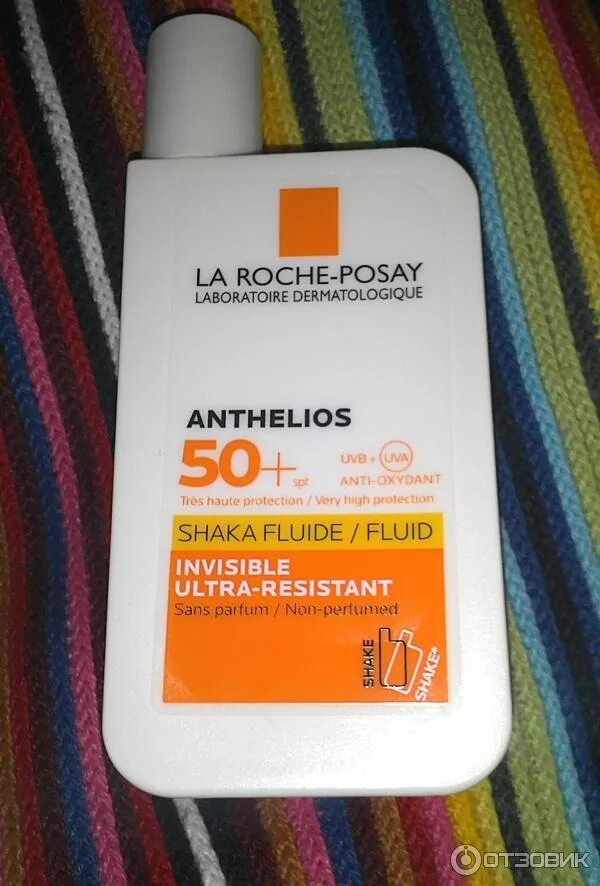 LA ROCHE-POSAY
LABORATOIRE DERMATOLOGIQUE
ANTHELIOS
50+ spf
UVB + UVA
ANTI-OXYDANT
Très haute protection / Very high protection
SHAKA FLUIDE / FLUID
INVISIBLE
ULTRA-RESISTANT
Sans parfum / Non-perfumed
SHAKE
SHAKE*
ОТЗОВИК